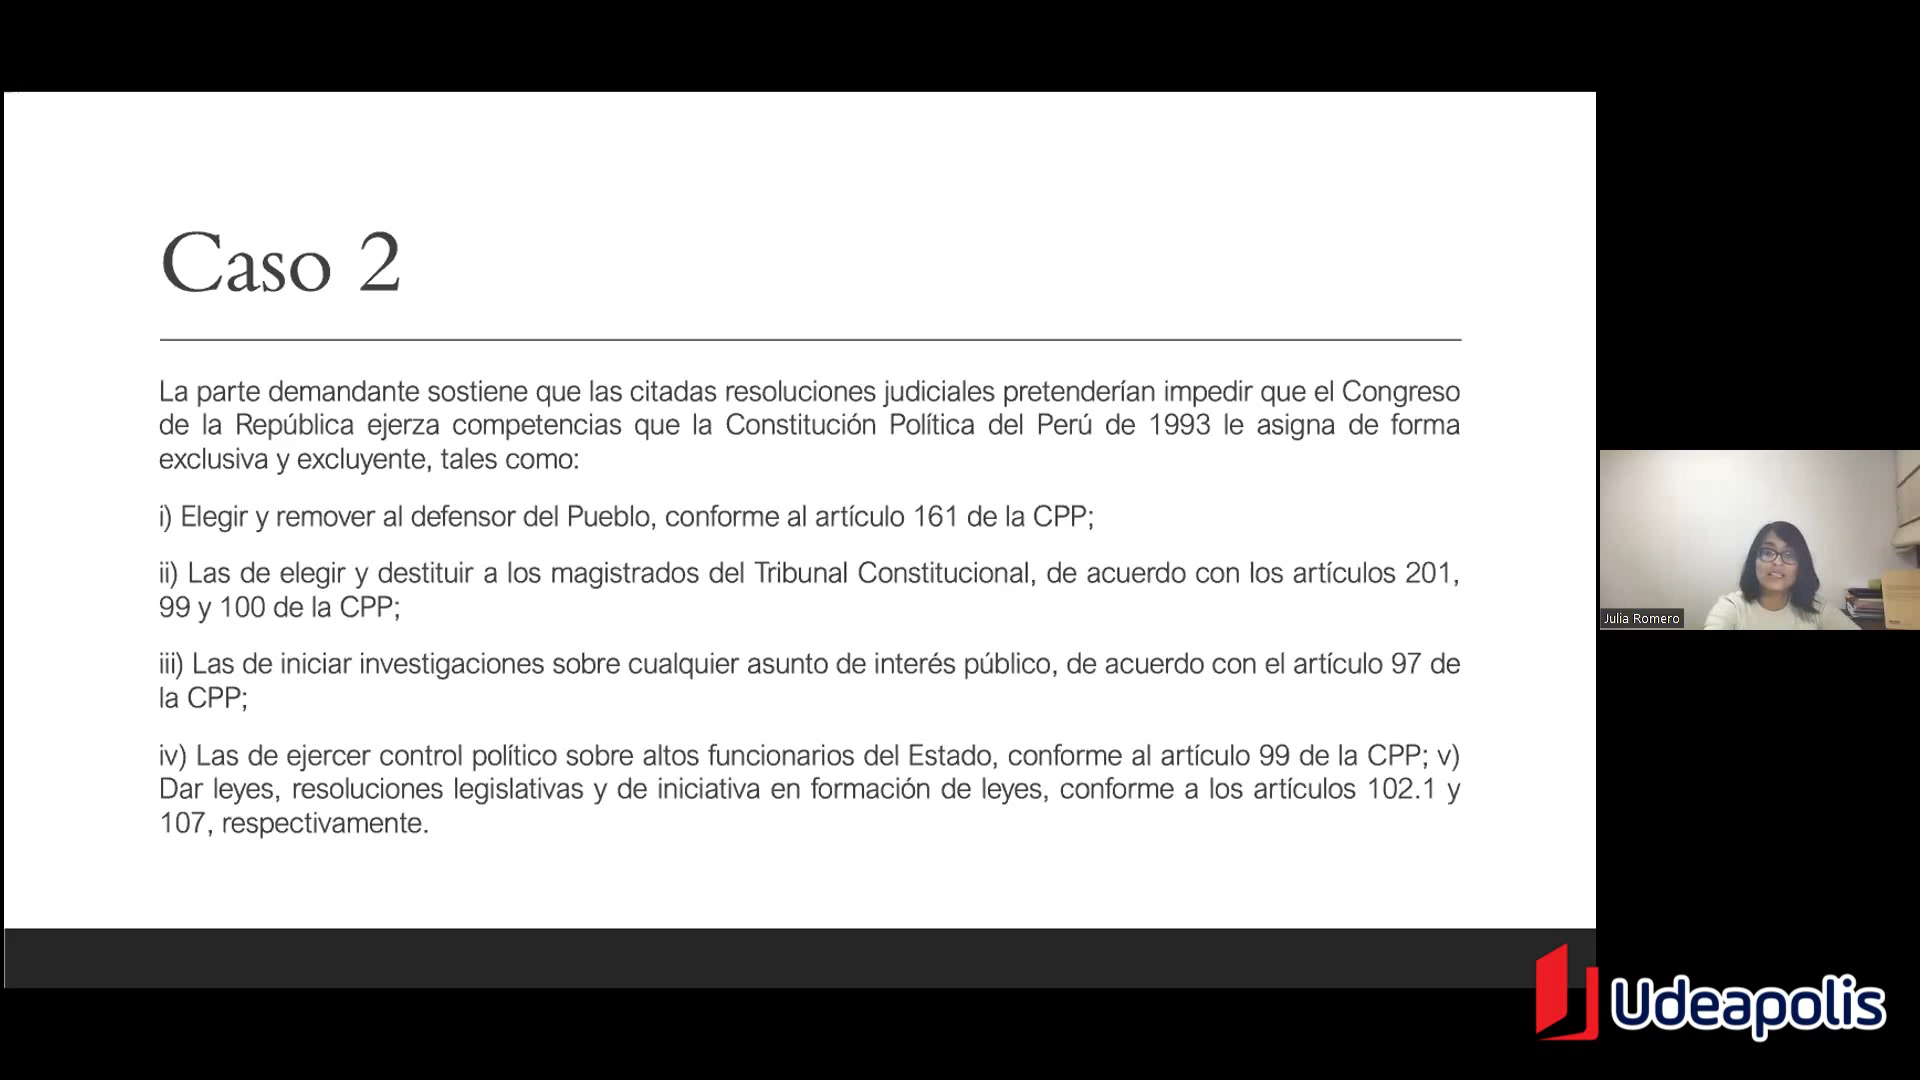 Caso 2
La parte demandante sostiene que las citadas resoluciones judiciales pretenderían impedir que el Congreso
de la República ejerza competencias que la Constitución Política del Perú de 1993 le asigna de forma
exclusiva y excluyente, tales como:
i) Elegir y remover al defensor del Pueblo, conforme al artículo 161 de la CPP;
ii) Las de elegir y destituir a los magistrados del Tribunal Constitucional, de acuerdo con los artículos 201,
99 y 100 de la CPP;
iii) Las de iniciar investigaciones sobre cualquier asunto de interés público, de acuerdo con el artículo 97 de
la CPP;
iv) Las de ejercer control político sobre altos funcionarios del Estado, conforme al artículo 99 de la CPP; v)
Dar leyes, resoluciones legislativas y de iniciativa en formación de leyes, conforme a los artículos 102.1 y
107, respectivamente.
Julia Romero
Udeapolis